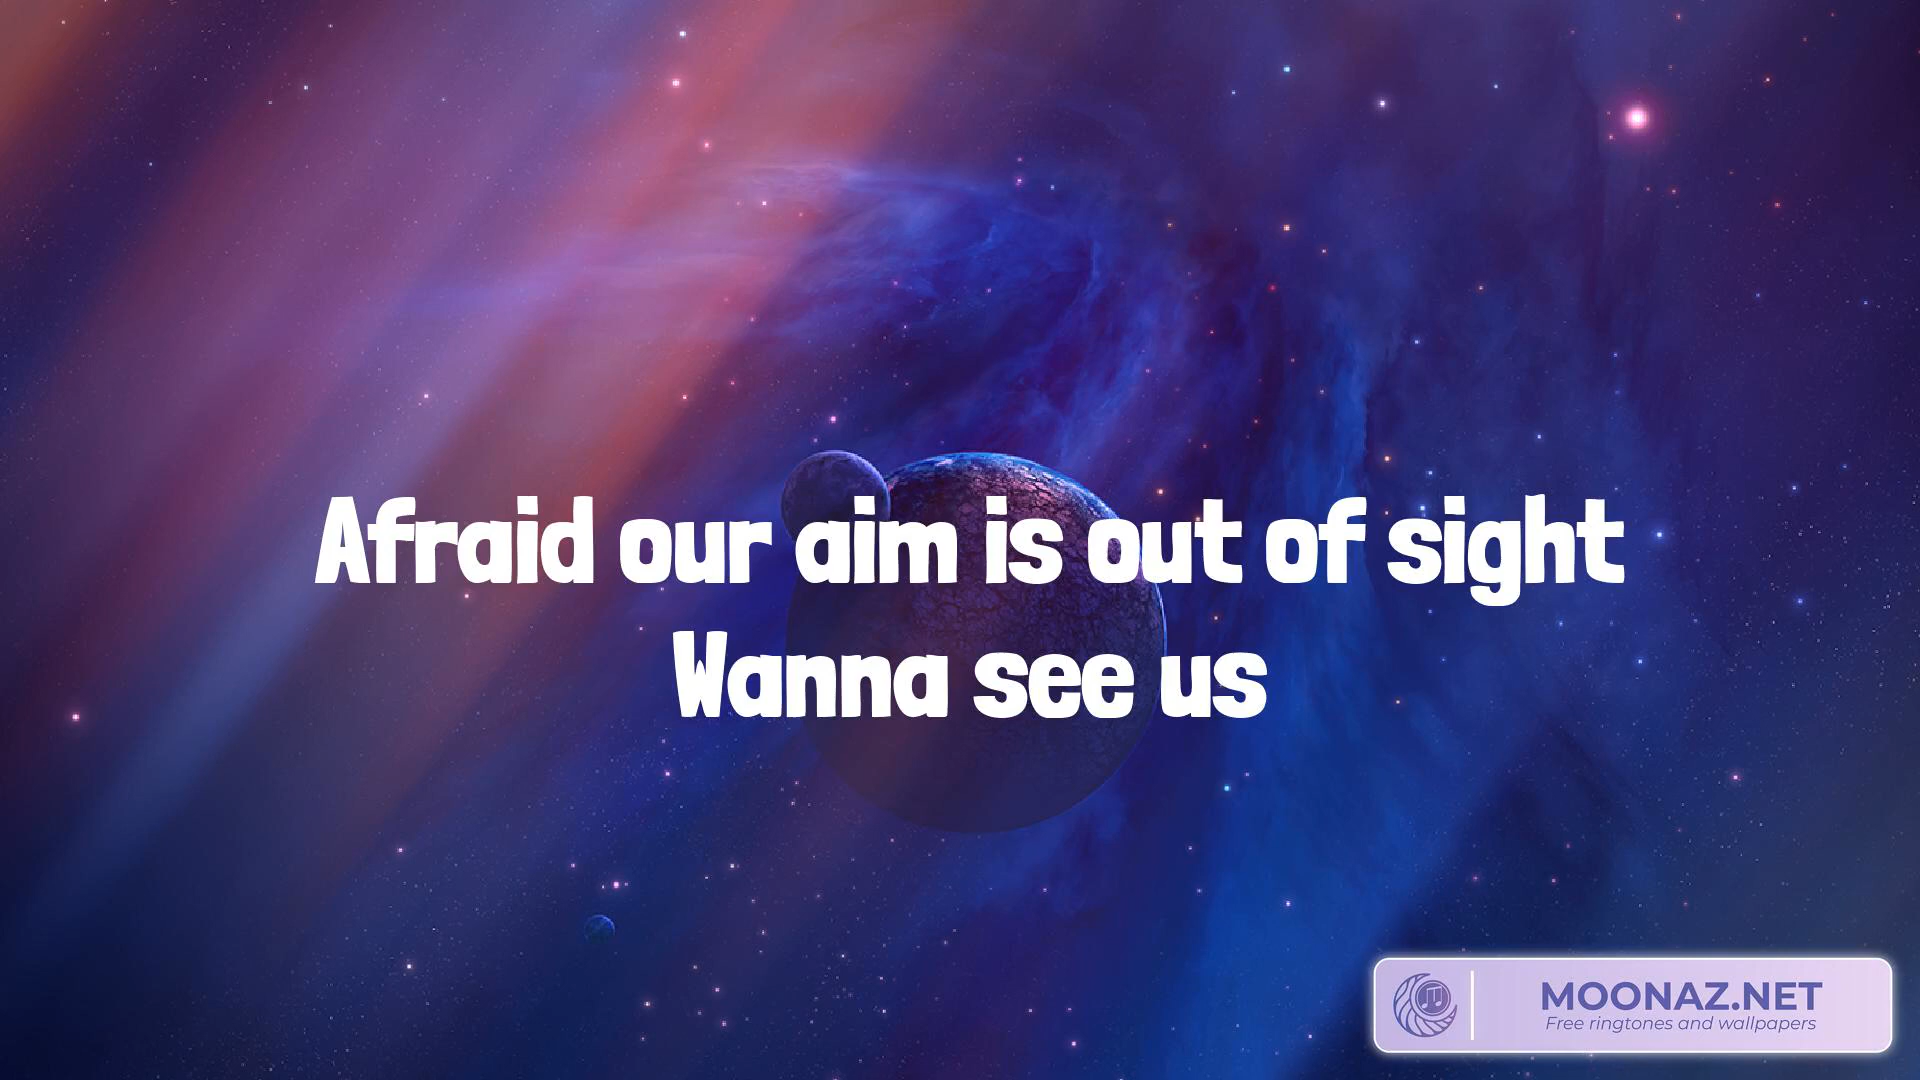 Afraid our aim is out of sight
Wanna see us
MOONAZ.NET
Free ringtones and wallpapers